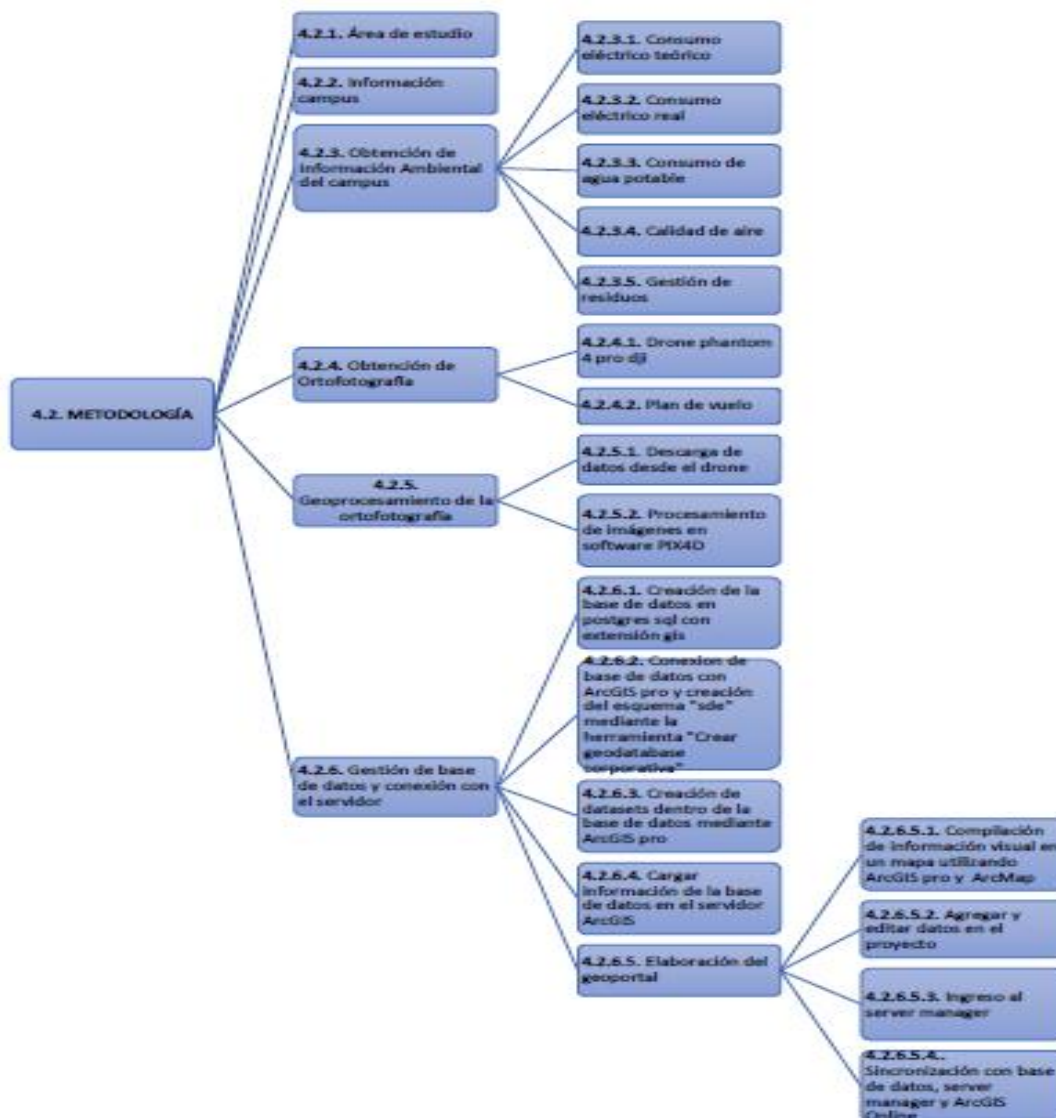 4.2. METODOLOGÍA
4.2.1. Área de estudio
4.2.2. Información
campus
4.2.3. Obtención de
Información Ambiental
del campus
4.2.3.1. Consumo
eléctrico teórico
4.2.3.2. Consumo
eléctrico real
4.2.3.3. Consumo de
agua potable
4.2.3.4. Calidad de aire
4.2.3.5. Gestión de
residuos
4.2.4. Obtención de
Ortofotografía
4.2.4.1. Drone phantom
4 pro dji
4.2.4.2. Plan de vuelo
4.2.5.
Geoprocesamiento de la
ortofotografía
4.2.5.1. Descarga de
datos desde el drone
4.2.5.2. Procesamiento
de imágenes en
software PIX4D
4.2.6. Gestión de base
de datos y conexión con
el servidor
4.2.6.1. Creación de la
base de datos en
postgres sql con
extensión gis
4.2.6.2. Conexion de
base de datos con
ArcGIS pro y creación
del esquema "sde"
mediante la
herramienta "Crear
geodatabase
corporativa"
4.2.6.3. Creación de
datasets dentro de la
base de datos mediante
ArcGIS pro
4.2.6.4. Cargar
información de la base
de datos en el servidor
ArcGIS
4.2.6.5. Elaboración del
geoportal
4.2.6.5.1. Compilación
de información visual en
un mapa utilizando
ArcGIS pro y ArcMap
4.2.6.5.2. Agregar y
editar datos en el
proyecto
4.2.6.5.3. Ingreso al
server manager
4.2.6.5.4..
Sincronización con base
de datos, server
manager y ArcGIS
Online